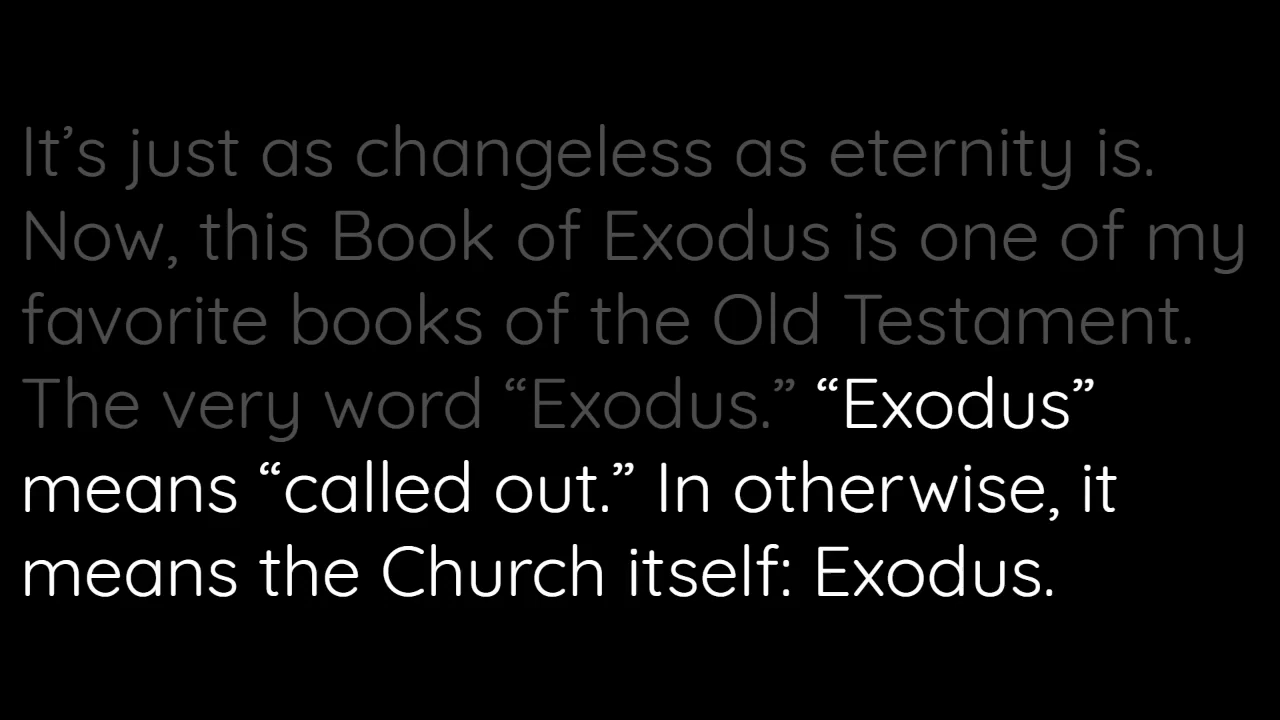 It’s just as changeless as eternity is.
Now, this Book of Exodus is one of my
favorite books of the Old Testament.
The very word “Exodus.” “Exodus”
means “called out.” In otherwise, it
means the Church itself: Exodus.